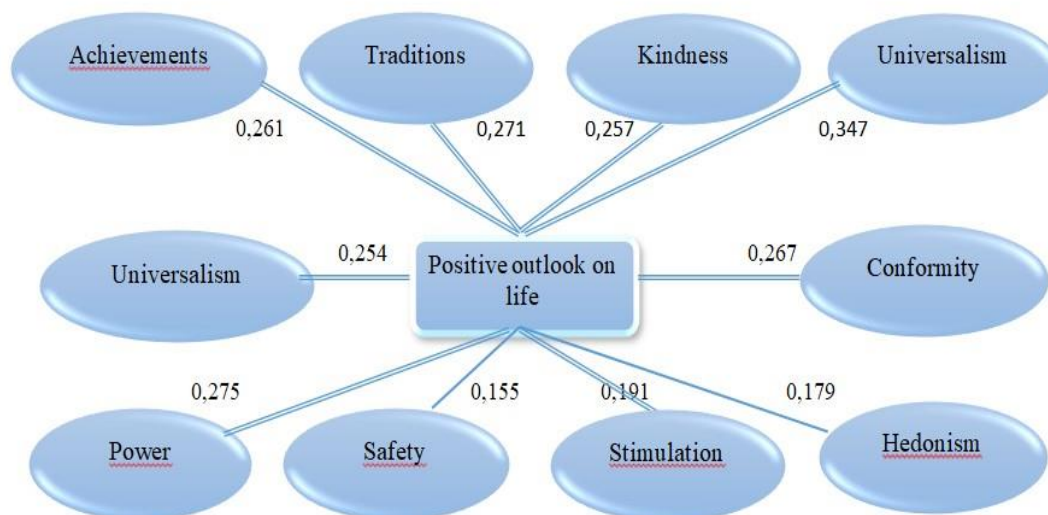 Achievements
Traditions
Kindness
Universalism
0,261
0,271
0,257
0,347
Universalism
0,254
Positive outlook on
life
0,267
Conformity
0,275
0,155
0,191
0,179
Power
Safety
Stimulation
Hedonism